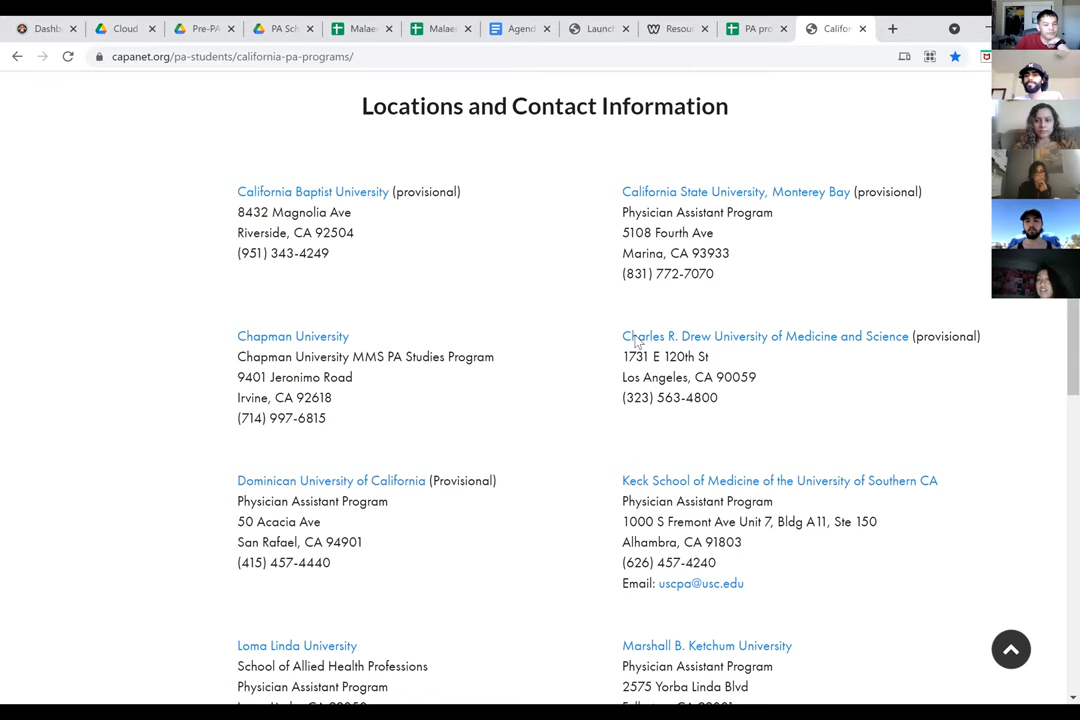 Dashb
Cloud
Pre-PA
PA Sch
Malae
Malae
Agend
Launc
Resou
PA pro
Califor
capanet.org/pa-students/california-pa-programs/
Locations and Contact Information
California Baptist University (provisional)
8432 Magnolia Ave
Riverside, CA 92504
(951) 343-4249
California State University, Monterey Bay (provisional)
Physician Assistant Program
5108 Fourth Ave
Marina, CA 93933
(831) 772-7070
Chapman University
Chapman University MMS PA Studies Program
9401 Jeronimo Road
Irvine, CA 92618
(714) 997-6815
Charles R. Drew University of Medicine and Science (provisional)
1731 E 120th St
Los Angeles, CA 90059
(323) 563-4800
Dominican University of California (Provisional)
Physician Assistant Program
50 Acacia Ave
San Rafael, CA 94901
(415) 457-4440
Keck School of Medicine of the University of Southern CA
Physician Assistant Program
1000 S Fremont Ave Unit 7, Bldg A11, Ste 150
Alhambra, CA 91803
(626) 457-4240
Email: uscpa@usc.edu
Loma Linda University
School of Allied Health Professions
Physician Assistant Program
Marshall B. Ketchum University
Physician Assistant Program
2575 Yorba Linda Blvd